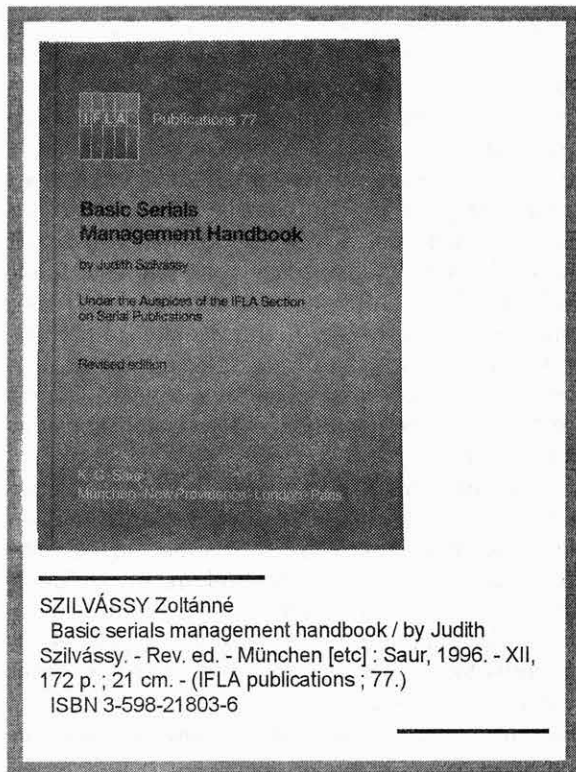 IFLA
Publications 77
Basic Serials
Management Handbook
by Judith Szilvássy
Under the Auspices of the IFLA Section
on Serial Publications
Revised edition
K. G. Saur
München · New Providence · London · Paris
SZILVÁSSY Zoltánné
Basic serials management handbook / by Judith
Szilvássy. - Rev. ed. - München [etc] : Saur, 1996. - XII,
172 p. ; 21 cm. - (IFLA publications ; 77.)
ISBN 3-598-21803-6